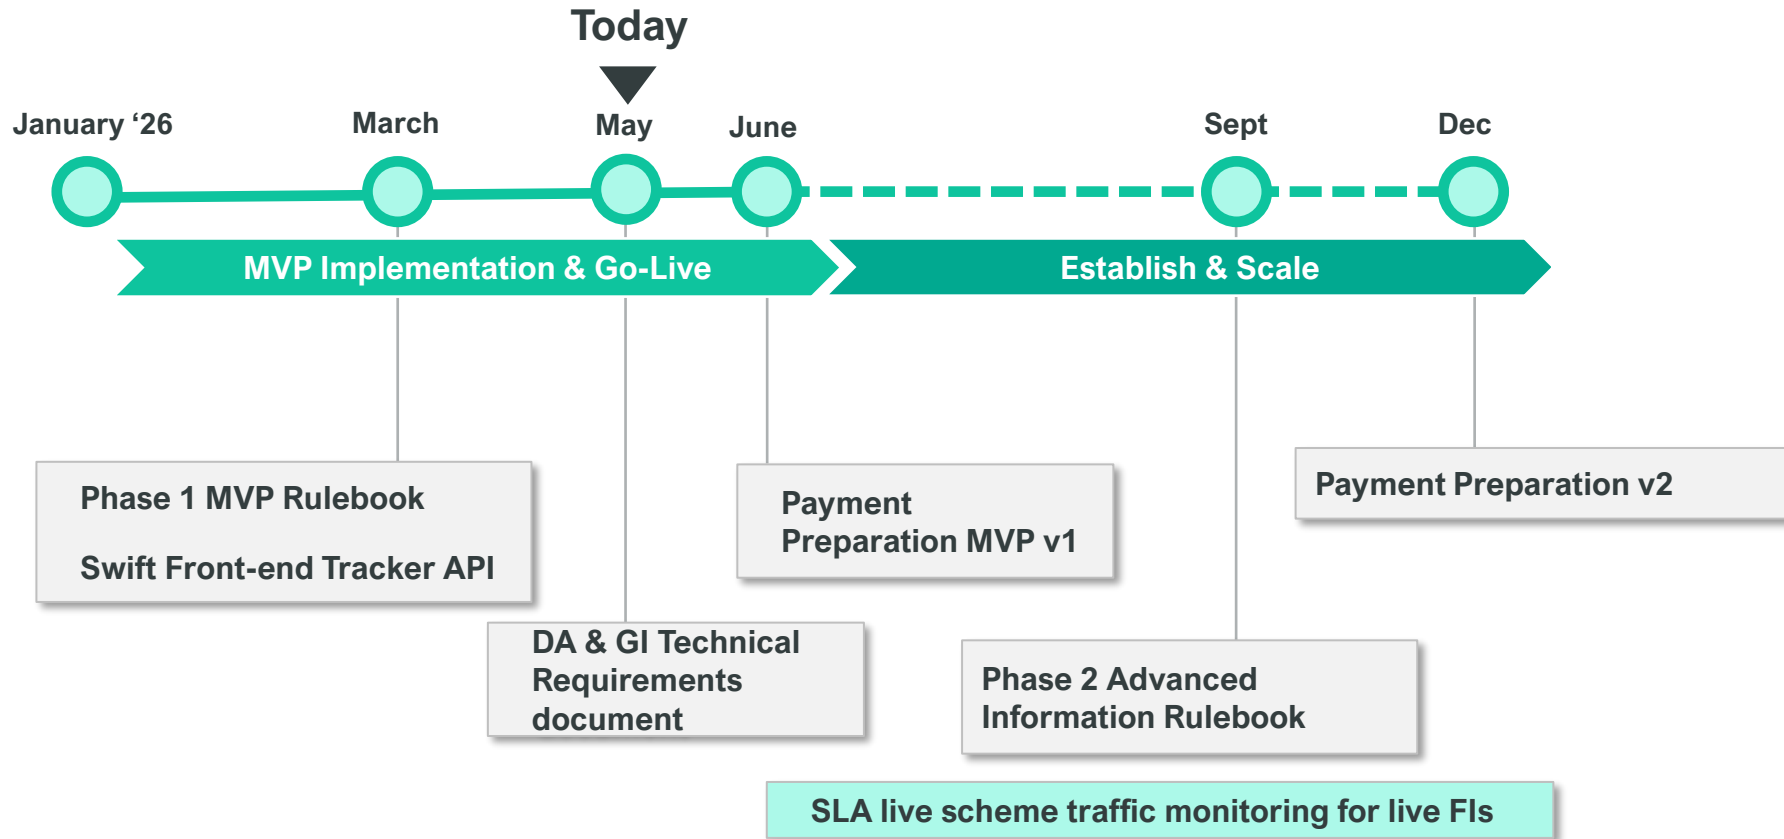 Today
January ‘26
March
May
June
Sept
Dec
MVP Implementation & Go-Live
Establish & Scale
Phase 1 MVP Rulebook
Swift Front-end Tracker API
Payment
Preparation MVP v1
Payment Preparation v2
DA & GI Technical
Requirements
document
Phase 2 Advanced
Information Rulebook
SLA live scheme traffic monitoring for live FIs